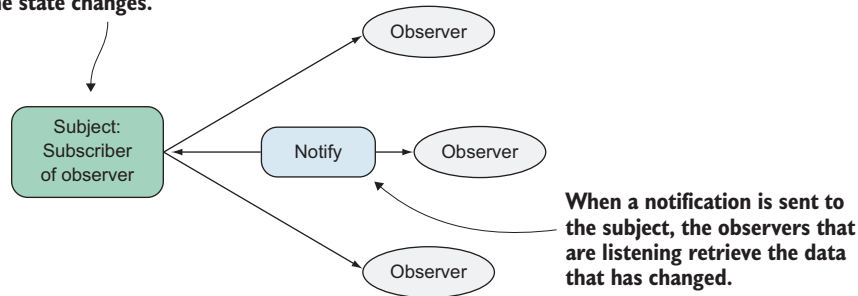 he state changes.
Observer
Subject:
Subscriber
of observer
Notify
Observer
When a notification is sent to
the subject, the observers that
are listening retrieve the data
that has changed.
Observer